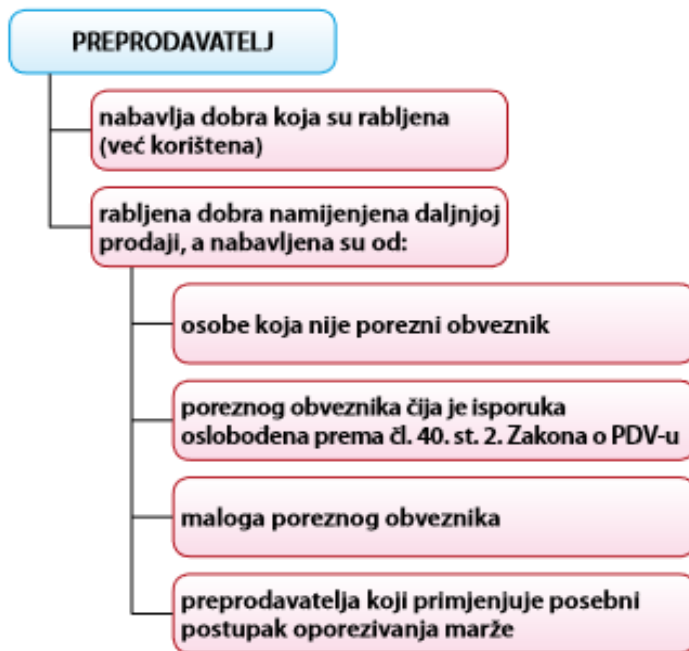 PREPRODAVATELJ
nabavlja dobra koja su rabljena
(već korištena)
rabljena dobra namijenjena daljnjoj
prodaji, a nabavljena su od:
osobe koja nije porezni obveznik
poreznog obveznika čija je isporuka
oslobođena prema čl. 40. st. 2. Zakona o PDV-u
maloga poreznog obveznika
preprodavatelja koji primjenjuje posebni
postupak oporezivanja marže